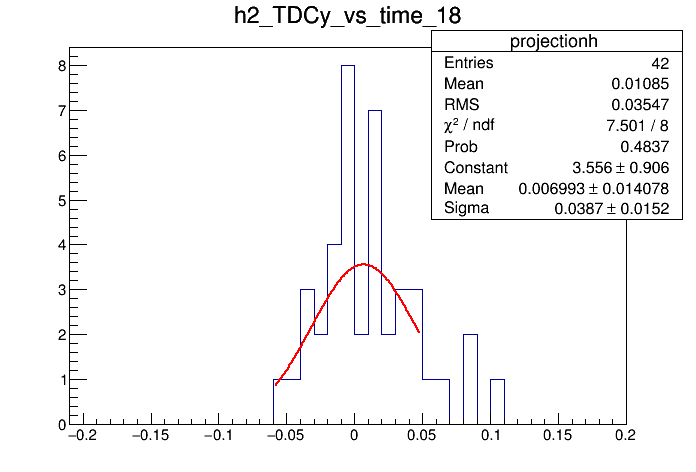 h2_TDCy_vs_time_18
projectionh
Entries 42
Mean 0.01085
RMS 0.03547
χ² / ndf 7.501 / 8
Prob 0.4837
Constant 3.556 ± 0.906
Mean 0.006993 ± 0.014078
Sigma 0.0387 ± 0.0152
8
7
6
5
4
3
2
1
0
−0.2 −0.15 −0.1 −0.05 0 0.05 0.1 0.15 0.2